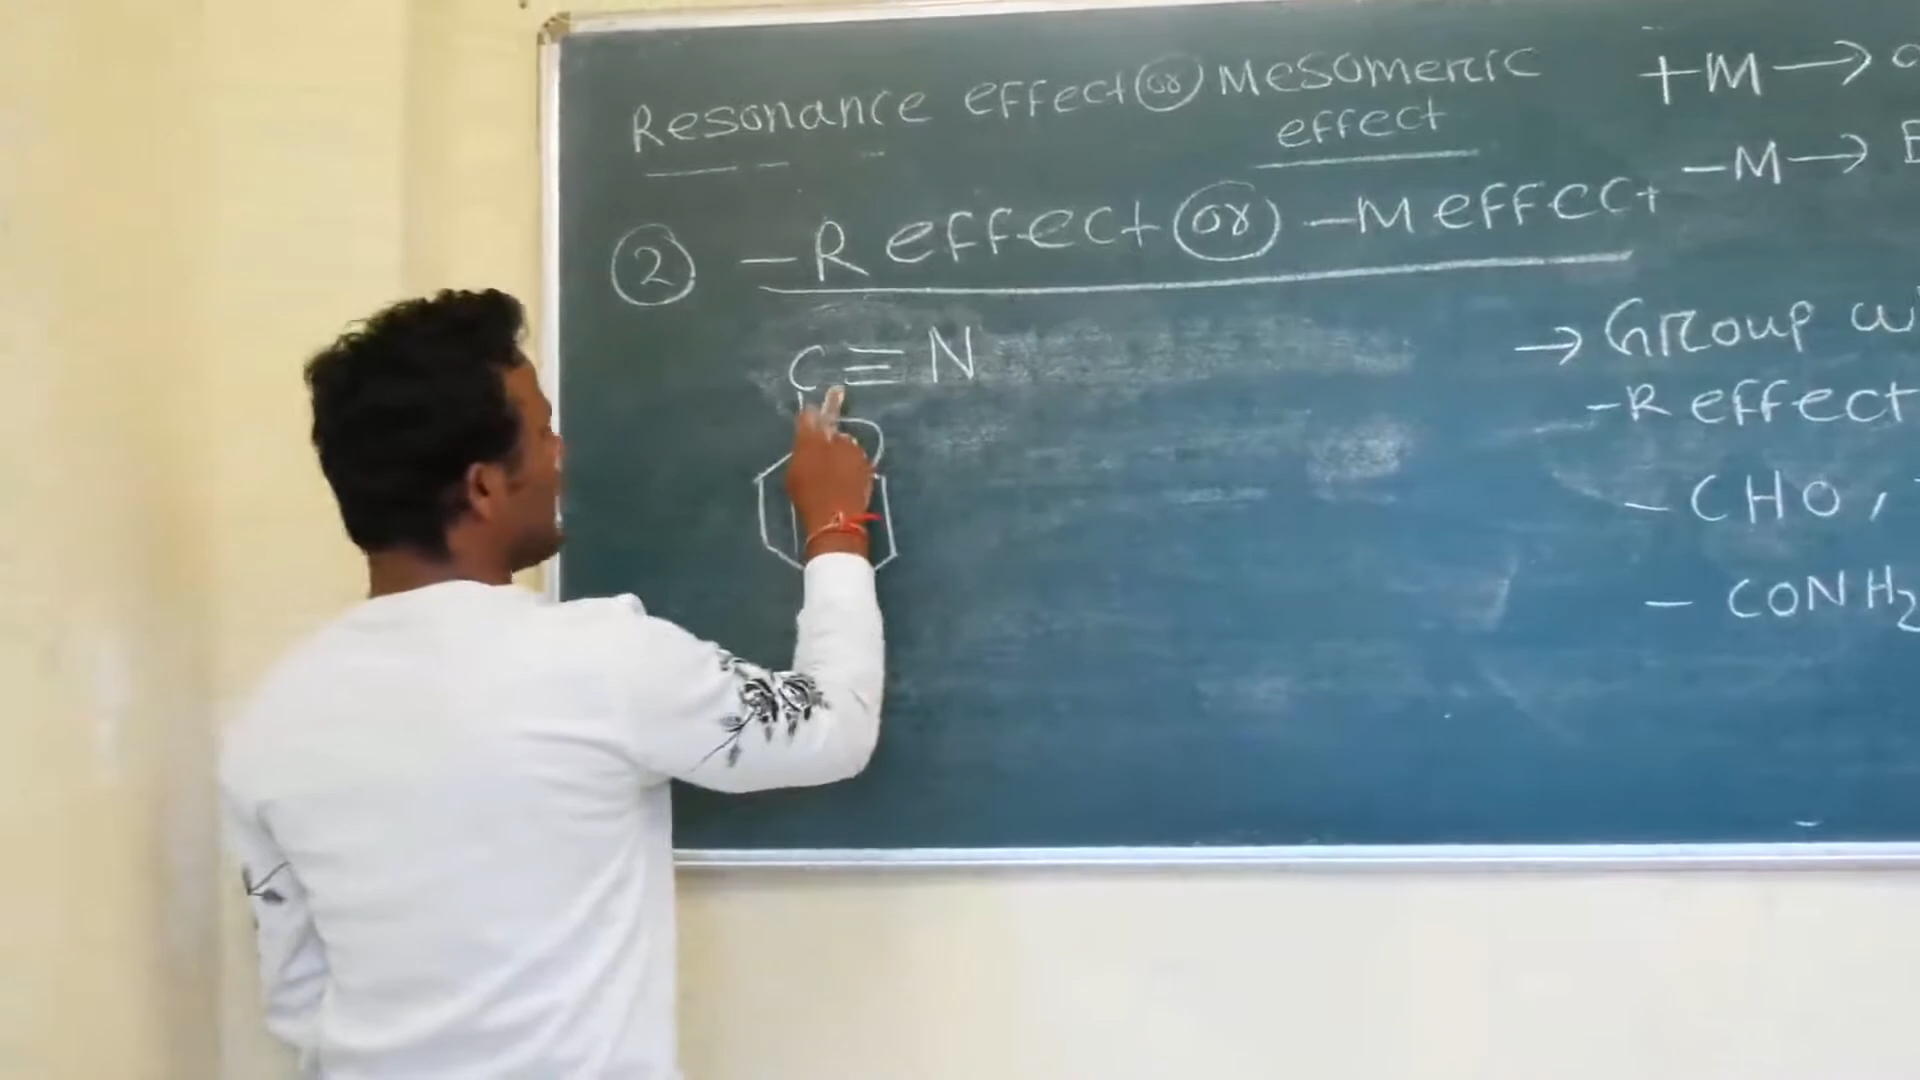 Resonance effect or Mesomeric
effect
2 -R effect or -M effect
C≡N
+M →
-M →
→ Group
-R effect
- CHO,
- CONH2